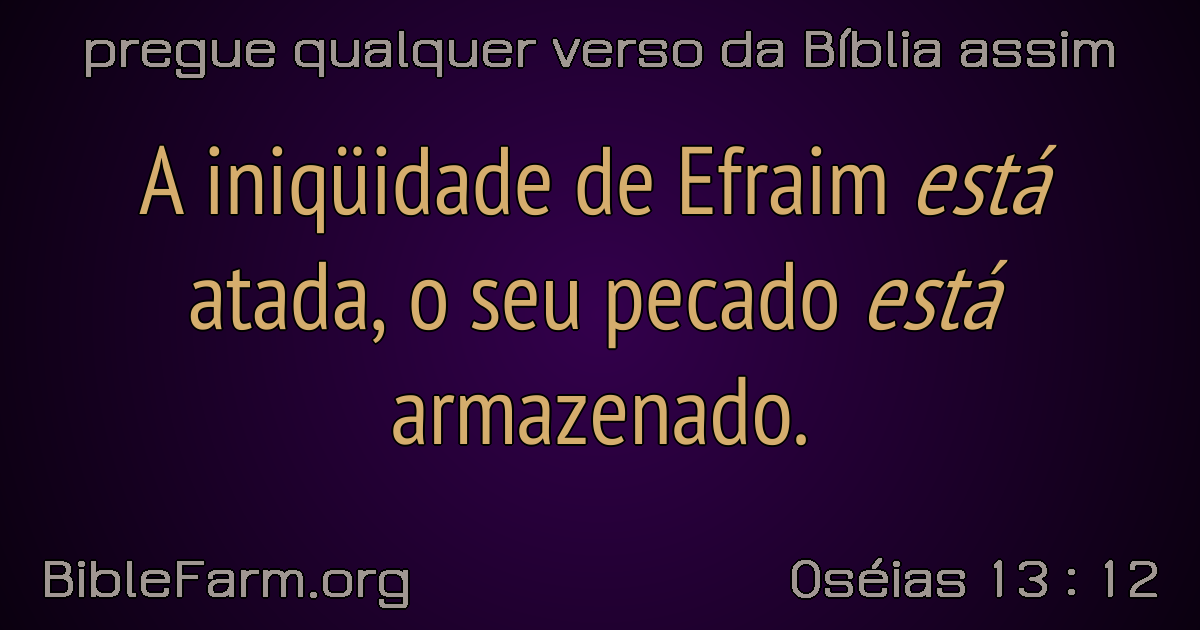 pregue qualquer verso da Bíblia assim
A iniqüidade de Efraim está
atada, o seu pecado está
armazenado.
BibleFarm.org
Oséias 13 : 12